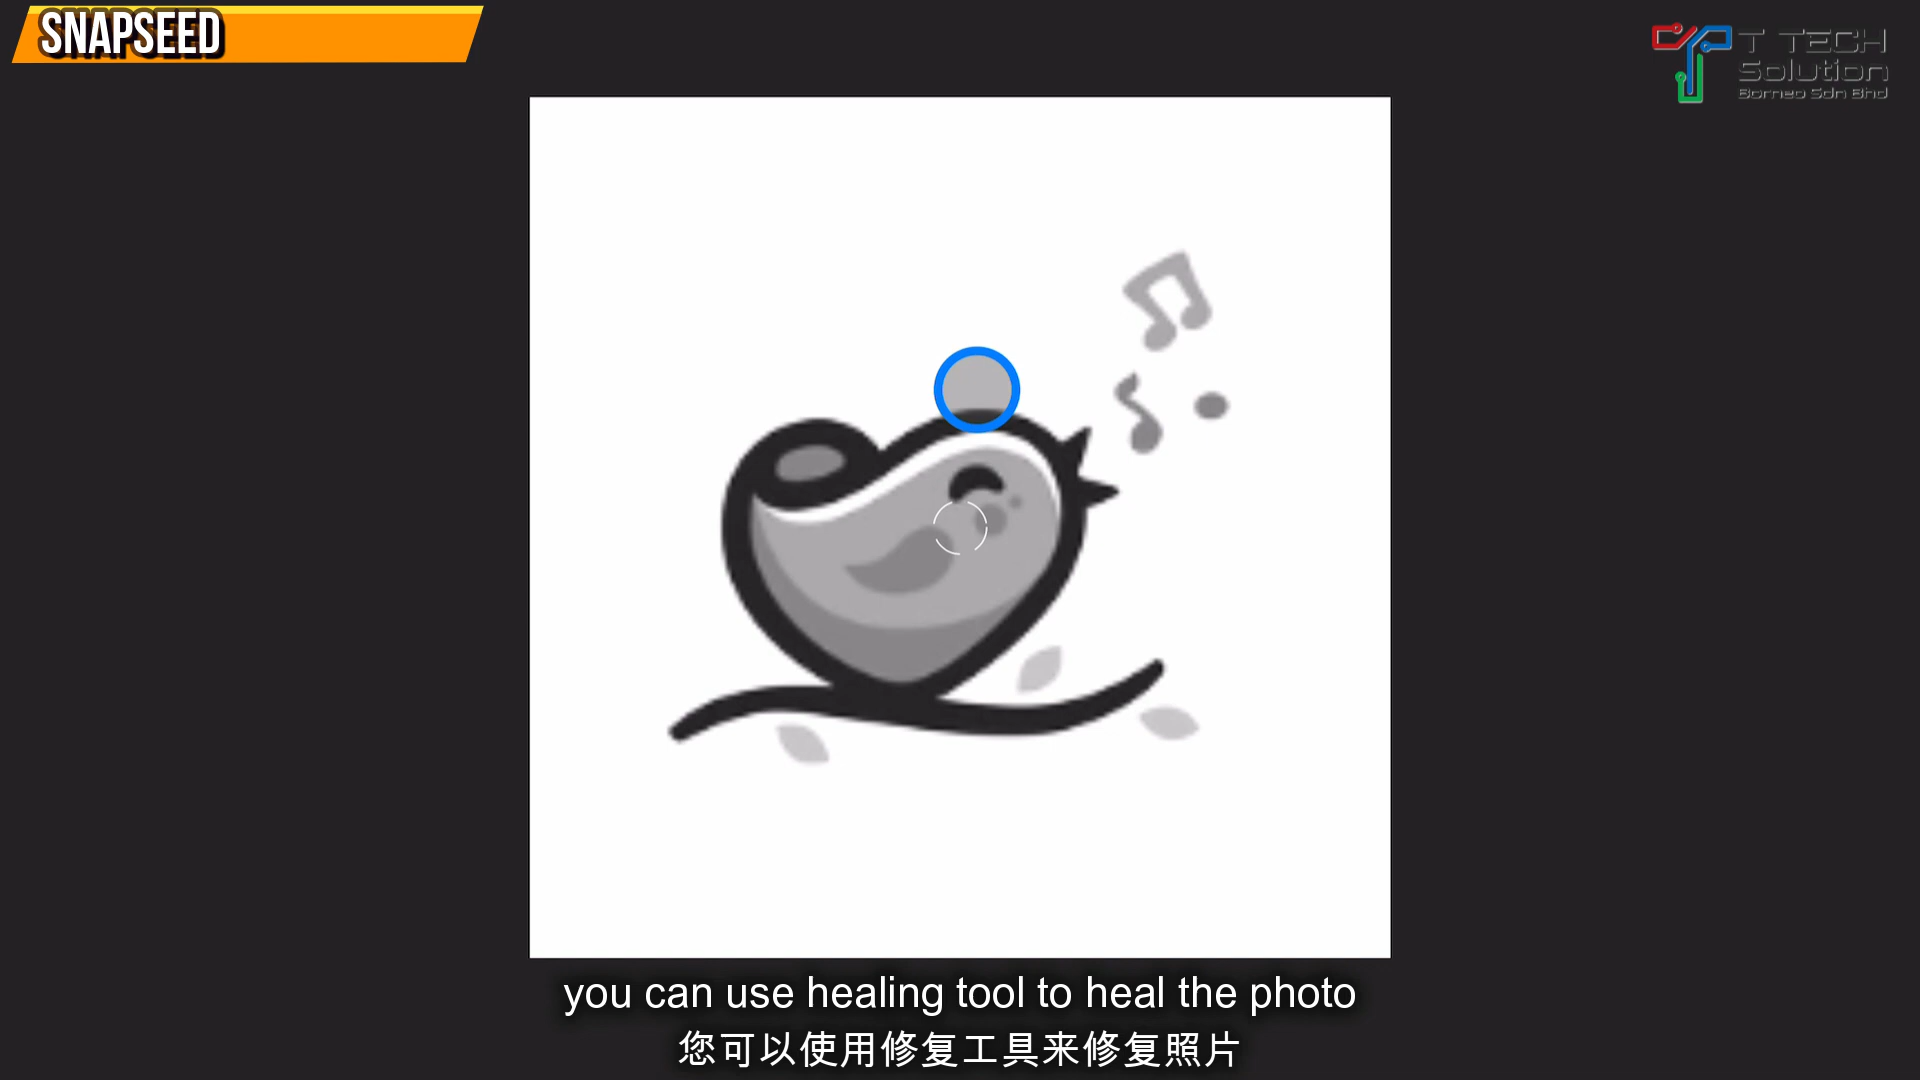 SNAPSEED
T TECH
Solution
Borneo Sdn Bhd
you can use healing tool to heal the photo
您可以使用修复工具来修复照片